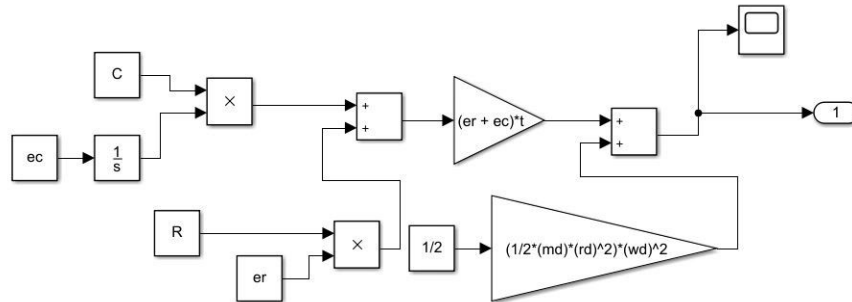 C
×
+
+
(er + ec)*t
+
+
1
ec
1
s
R
×
er
1/2
(1/2*(md)*(rd)^2)*(wd)^2